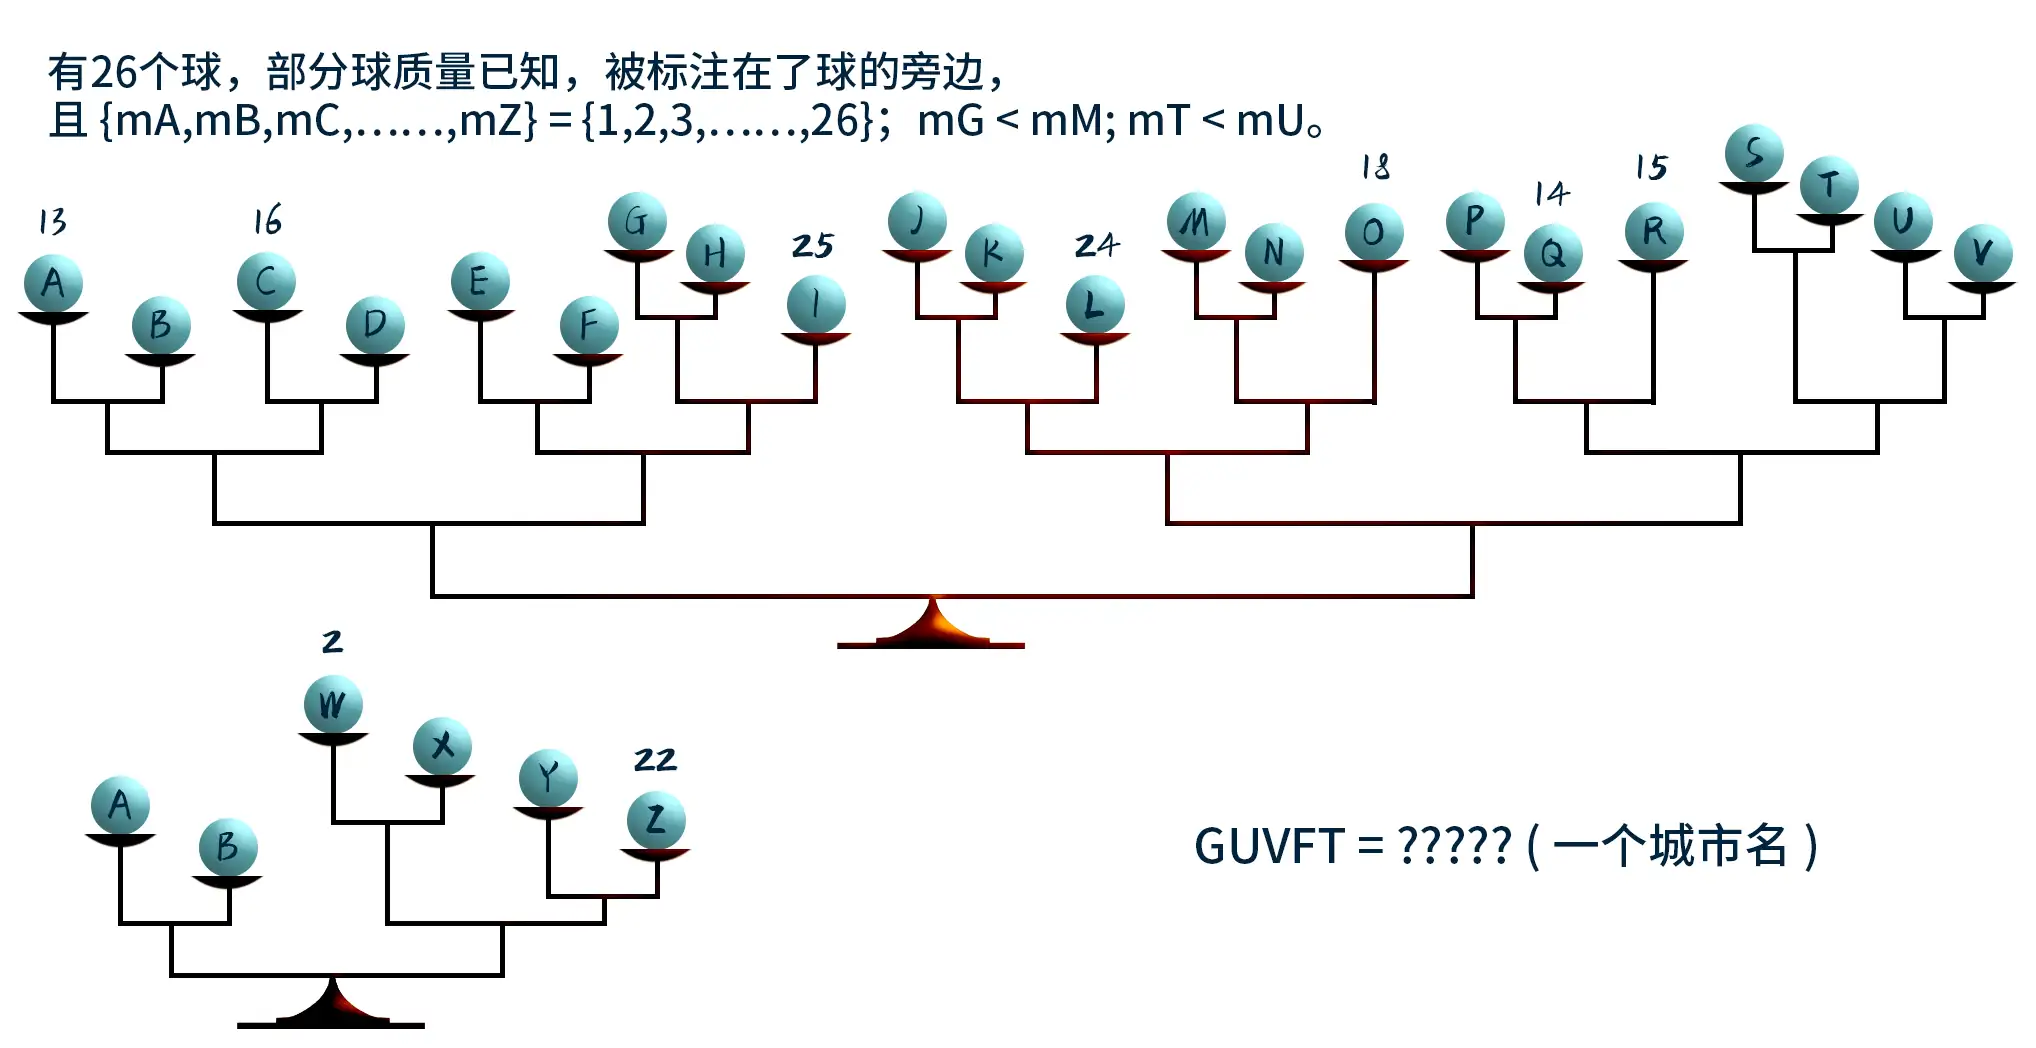 有26个球，部分球质量已知，被标注在了球的旁边，
且 {mA,mB,mC,……,mZ} = {1,2,3,……,26}；mG < mM; mT < mU。
13 16 25 24 18 14 15
A B C D E F G H I J K L M N O P Q R S T U V
2 22
A B W X Y Z
GUVFT = ????? ( 一个城市名 )